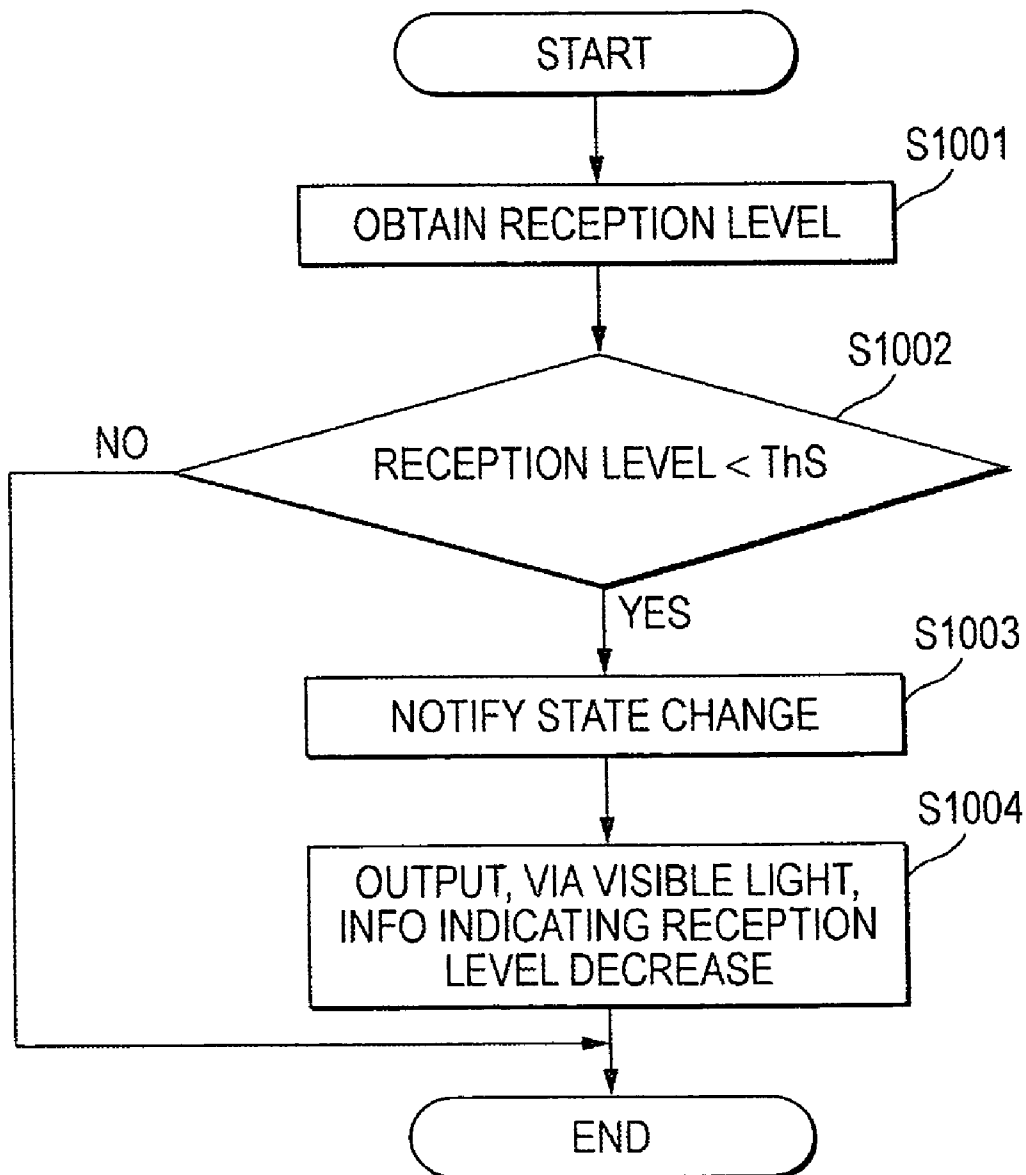 START
S1001
OBTAIN RECEPTION LEVEL
S1002
NO
RECEPTION LEVEL < ThS
YES
S1003
NOTIFY STATE CHANGE
S1004
OUTPUT, VIA VISIBLE LIGHT,
INFO INDICATING RECEPTION
LEVEL DECREASE
END